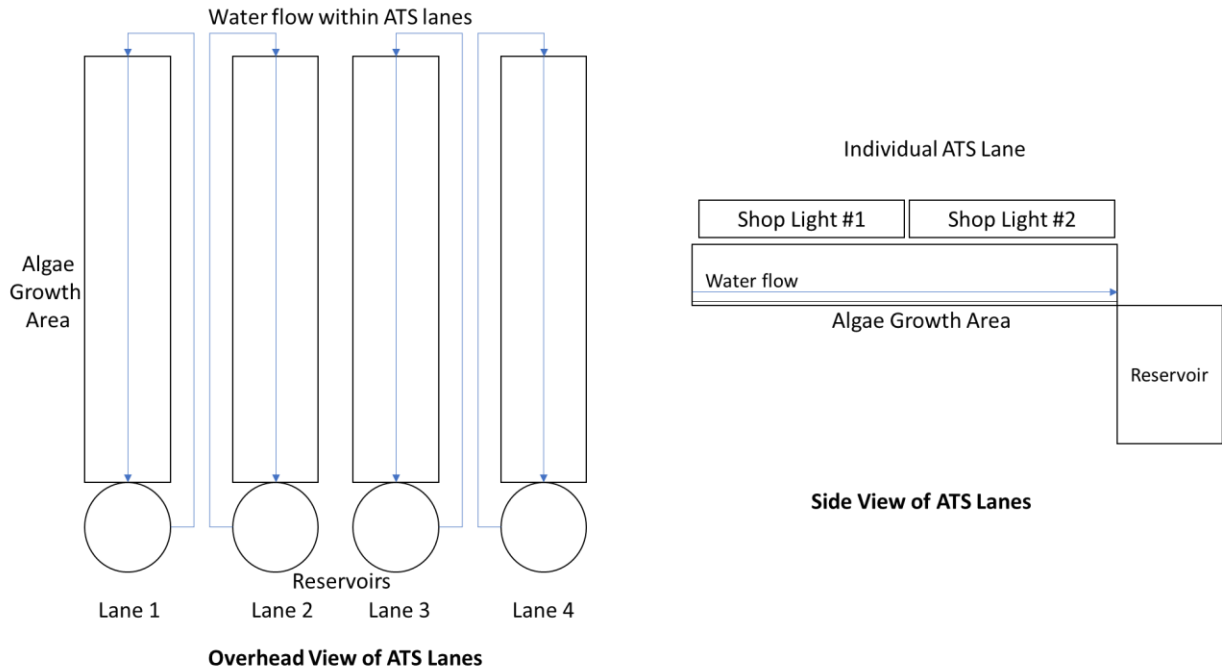 Water flow within ATS lanes
Algae
Growth
Area
Reservoirs
Lane 1
Lane 2
Lane 3
Lane 4
Overhead View of ATS Lanes
Individual ATS Lane
Shop Light #1
Shop Light #2
Water flow
Algae Growth Area
Reservoir
Side View of ATS Lanes